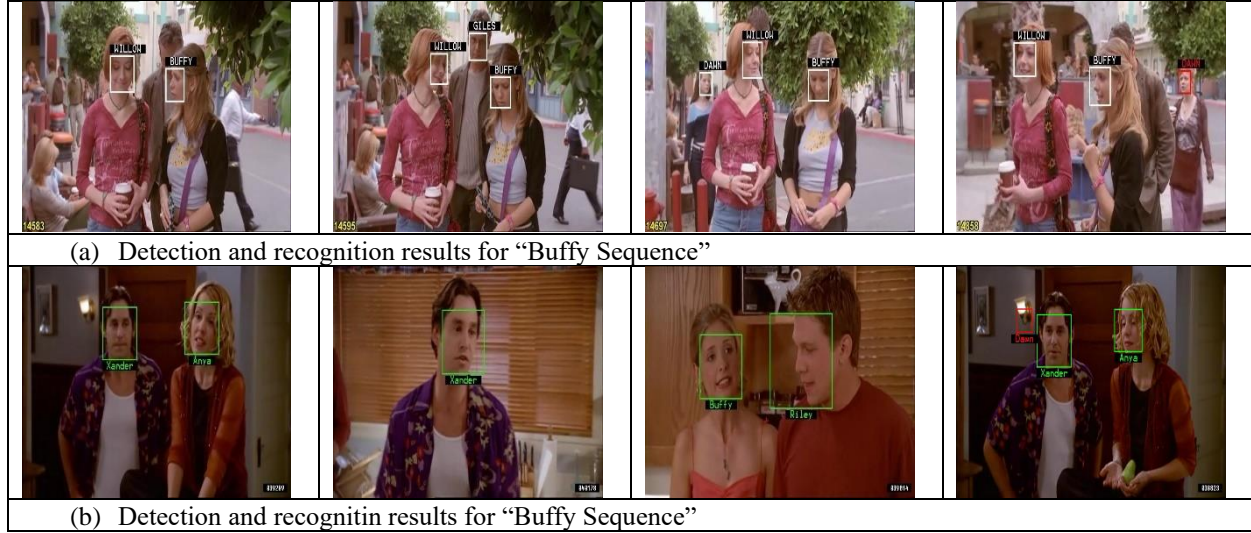 WILLOW
BUFFY
14583
GILES
WILLOW
BUFFY
14595
WILLOW
DAWN
BUFFY
14697
WILLOW
BUFFY
DAWN
14858
(a) Detection and recognition results for “Buffy Sequence”
Xander
Anya
Xander
Buffy
Riley
Dawn
Xander
Anya
(b) Detection and recognitin results for “Buffy Sequence”